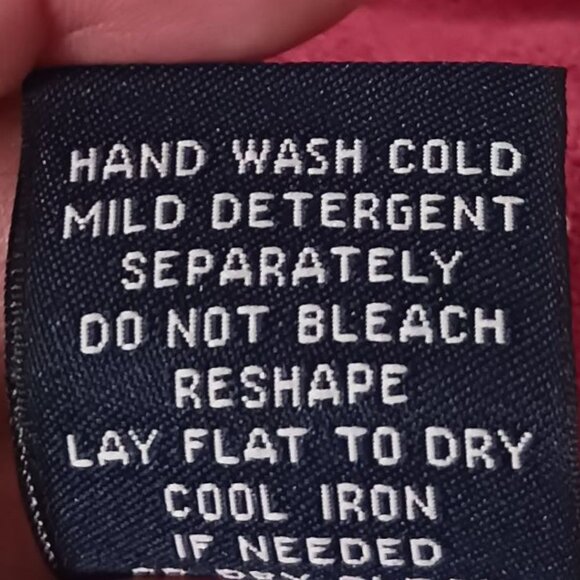 HAND WASH COLD
MILD DETERGENT
SEPARATELY
DO NOT BLEACH
RESHAPE
LAY FLAT TO DRY
COOL IRON
IF NEEDED